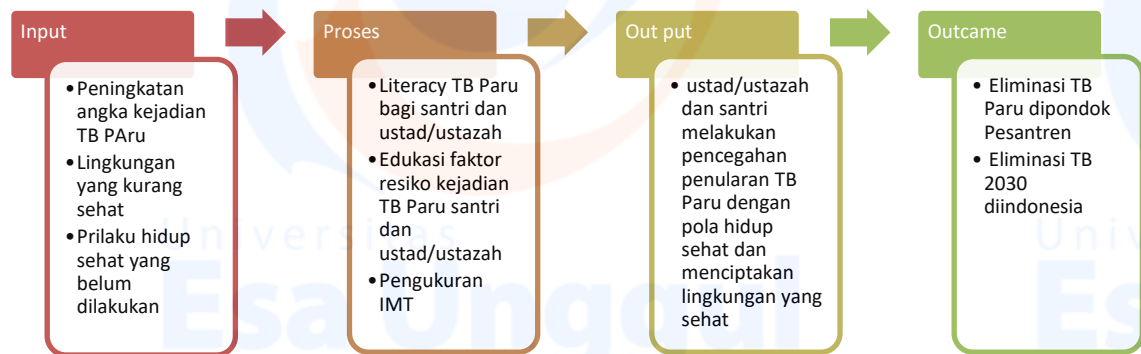 Input
•Peningkatan
angka kejadian
TB PAru
•Lingkungan
yang kurang
sehat
•Prilaku hidup
sehat yang
belum
dilakukan
Proses
•Literacy TB Paru
bagi santri dan
ustad/ustazah
•Edukasi faktor
resiko kejadian
TB Paru santri
dan
ustad/ustazah
•Pengukuran
IMT
Out put
• ustad/ustazah
dan santri
melakukan
pencegahan
penularan TB
Paru dengan
pola hidup
sehat dan
menciptakan
lingkungan yang
sehat
Outcame
• Eliminasi TB
Paru dipondok
Pesantren
• Eliminasi TB
2030
diindonesia
Universitas
Esa Unggul
Uni
Es